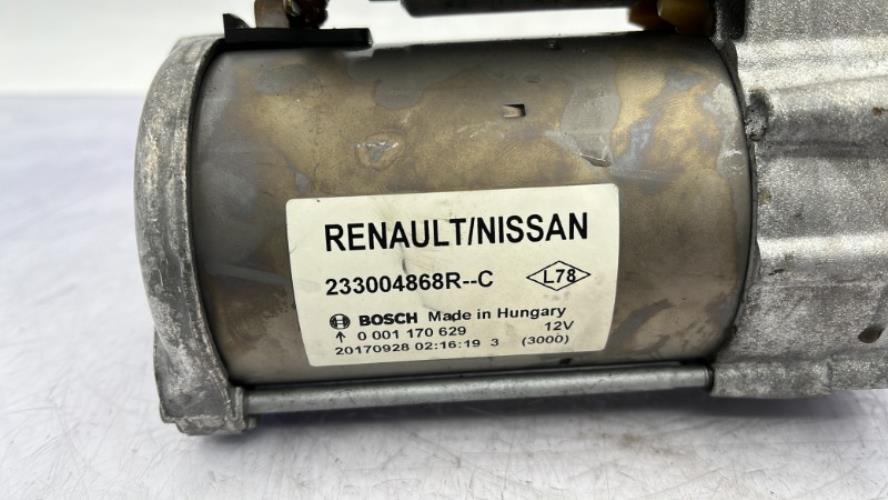 RENAULT/NISSAN
233004868R--C L78
BOSCH Made in Hungary
0 001 170 629 12V
20170928 02:16:19 3 (3000)